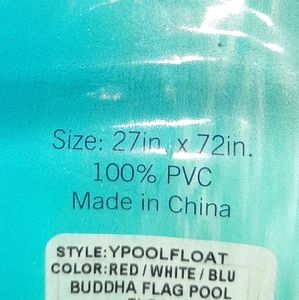 Size: 27in. x 72in.
100% PVC
Made in China
STYLE:YPOOLFLOAT
COLOR:RED / WHITE / BLU
BUDDHA FLAG POOL